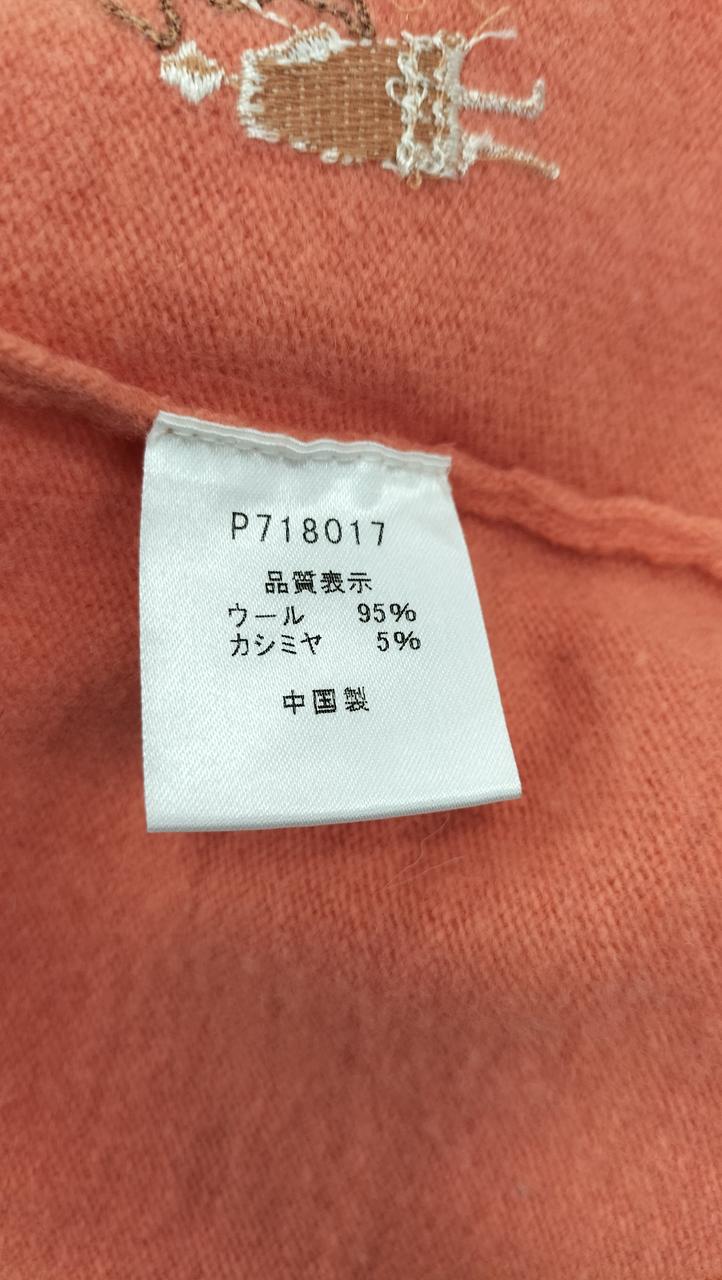 P718017
品質表示
ウール 95%
カシミヤ 5%
中国製